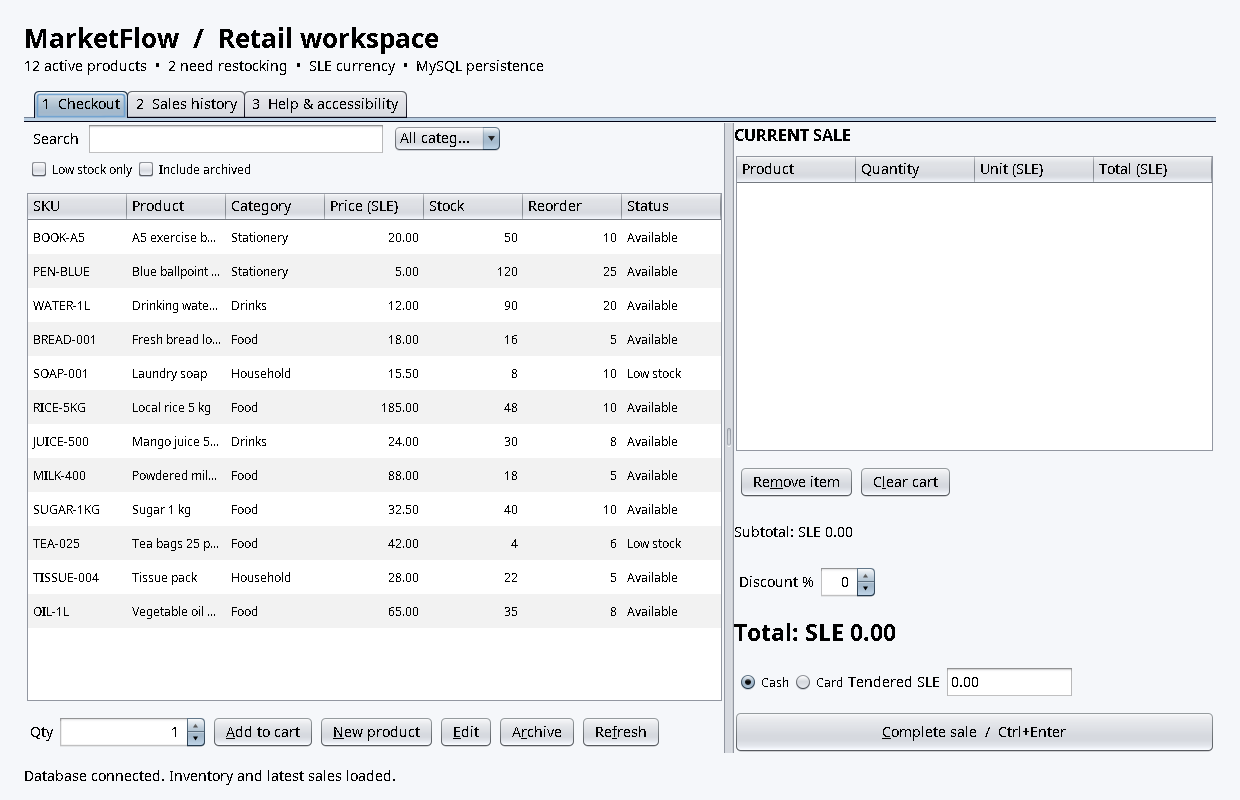 MarketFlow / Retail workspace
12 active products • 2 need restocking • SLE currency • MySQL persistence
1 Checkout 2 Sales history 3 Help & accessibility
Search All categ...
Low stock only Include archived
SKU Product Category Price (SLE) Stock Reorder Status
BOOK-A5 A5 exercise b... Stationery 20.00 50 10 Available
PEN-BLUE Blue ballpoint ... Stationery 5.00 120 25 Available
WATER-1L Drinking wate... Drinks 12.00 90 20 Available
BREAD-001 Fresh bread lo... Food 18.00 16 5 Available
SOAP-001 Laundry soap Household 15.50 8 10 Low stock
RICE-5KG Local rice 5 kg Food 185.00 48 10 Available
JUICE-500 Mango juice 5... Drinks 24.00 30 8 Available
MILK-400 Powdered mil... Food 88.00 18 5 Available
SUGAR-1KG Sugar 1 kg Food 32.50 40 10 Available
TEA-025 Tea bags 25 p... Food 42.00 4 6 Low stock
TISSUE-004 Tissue pack Household 28.00 22 5 Available
OIL-1L Vegetable oil ... Food 65.00 35 8 Available
Qty 1 Add to cart New product Edit Archive Refresh
CURRENT SALE
Product Quantity Unit (SLE) Total (SLE)
Remove item Clear cart
Subtotal: SLE 0.00
Discount % 0
Total: SLE 0.00
Cash Card Tendered SLE 0.00
Complete sale / Ctrl+Enter
Database connected. Inventory and latest sales loaded.